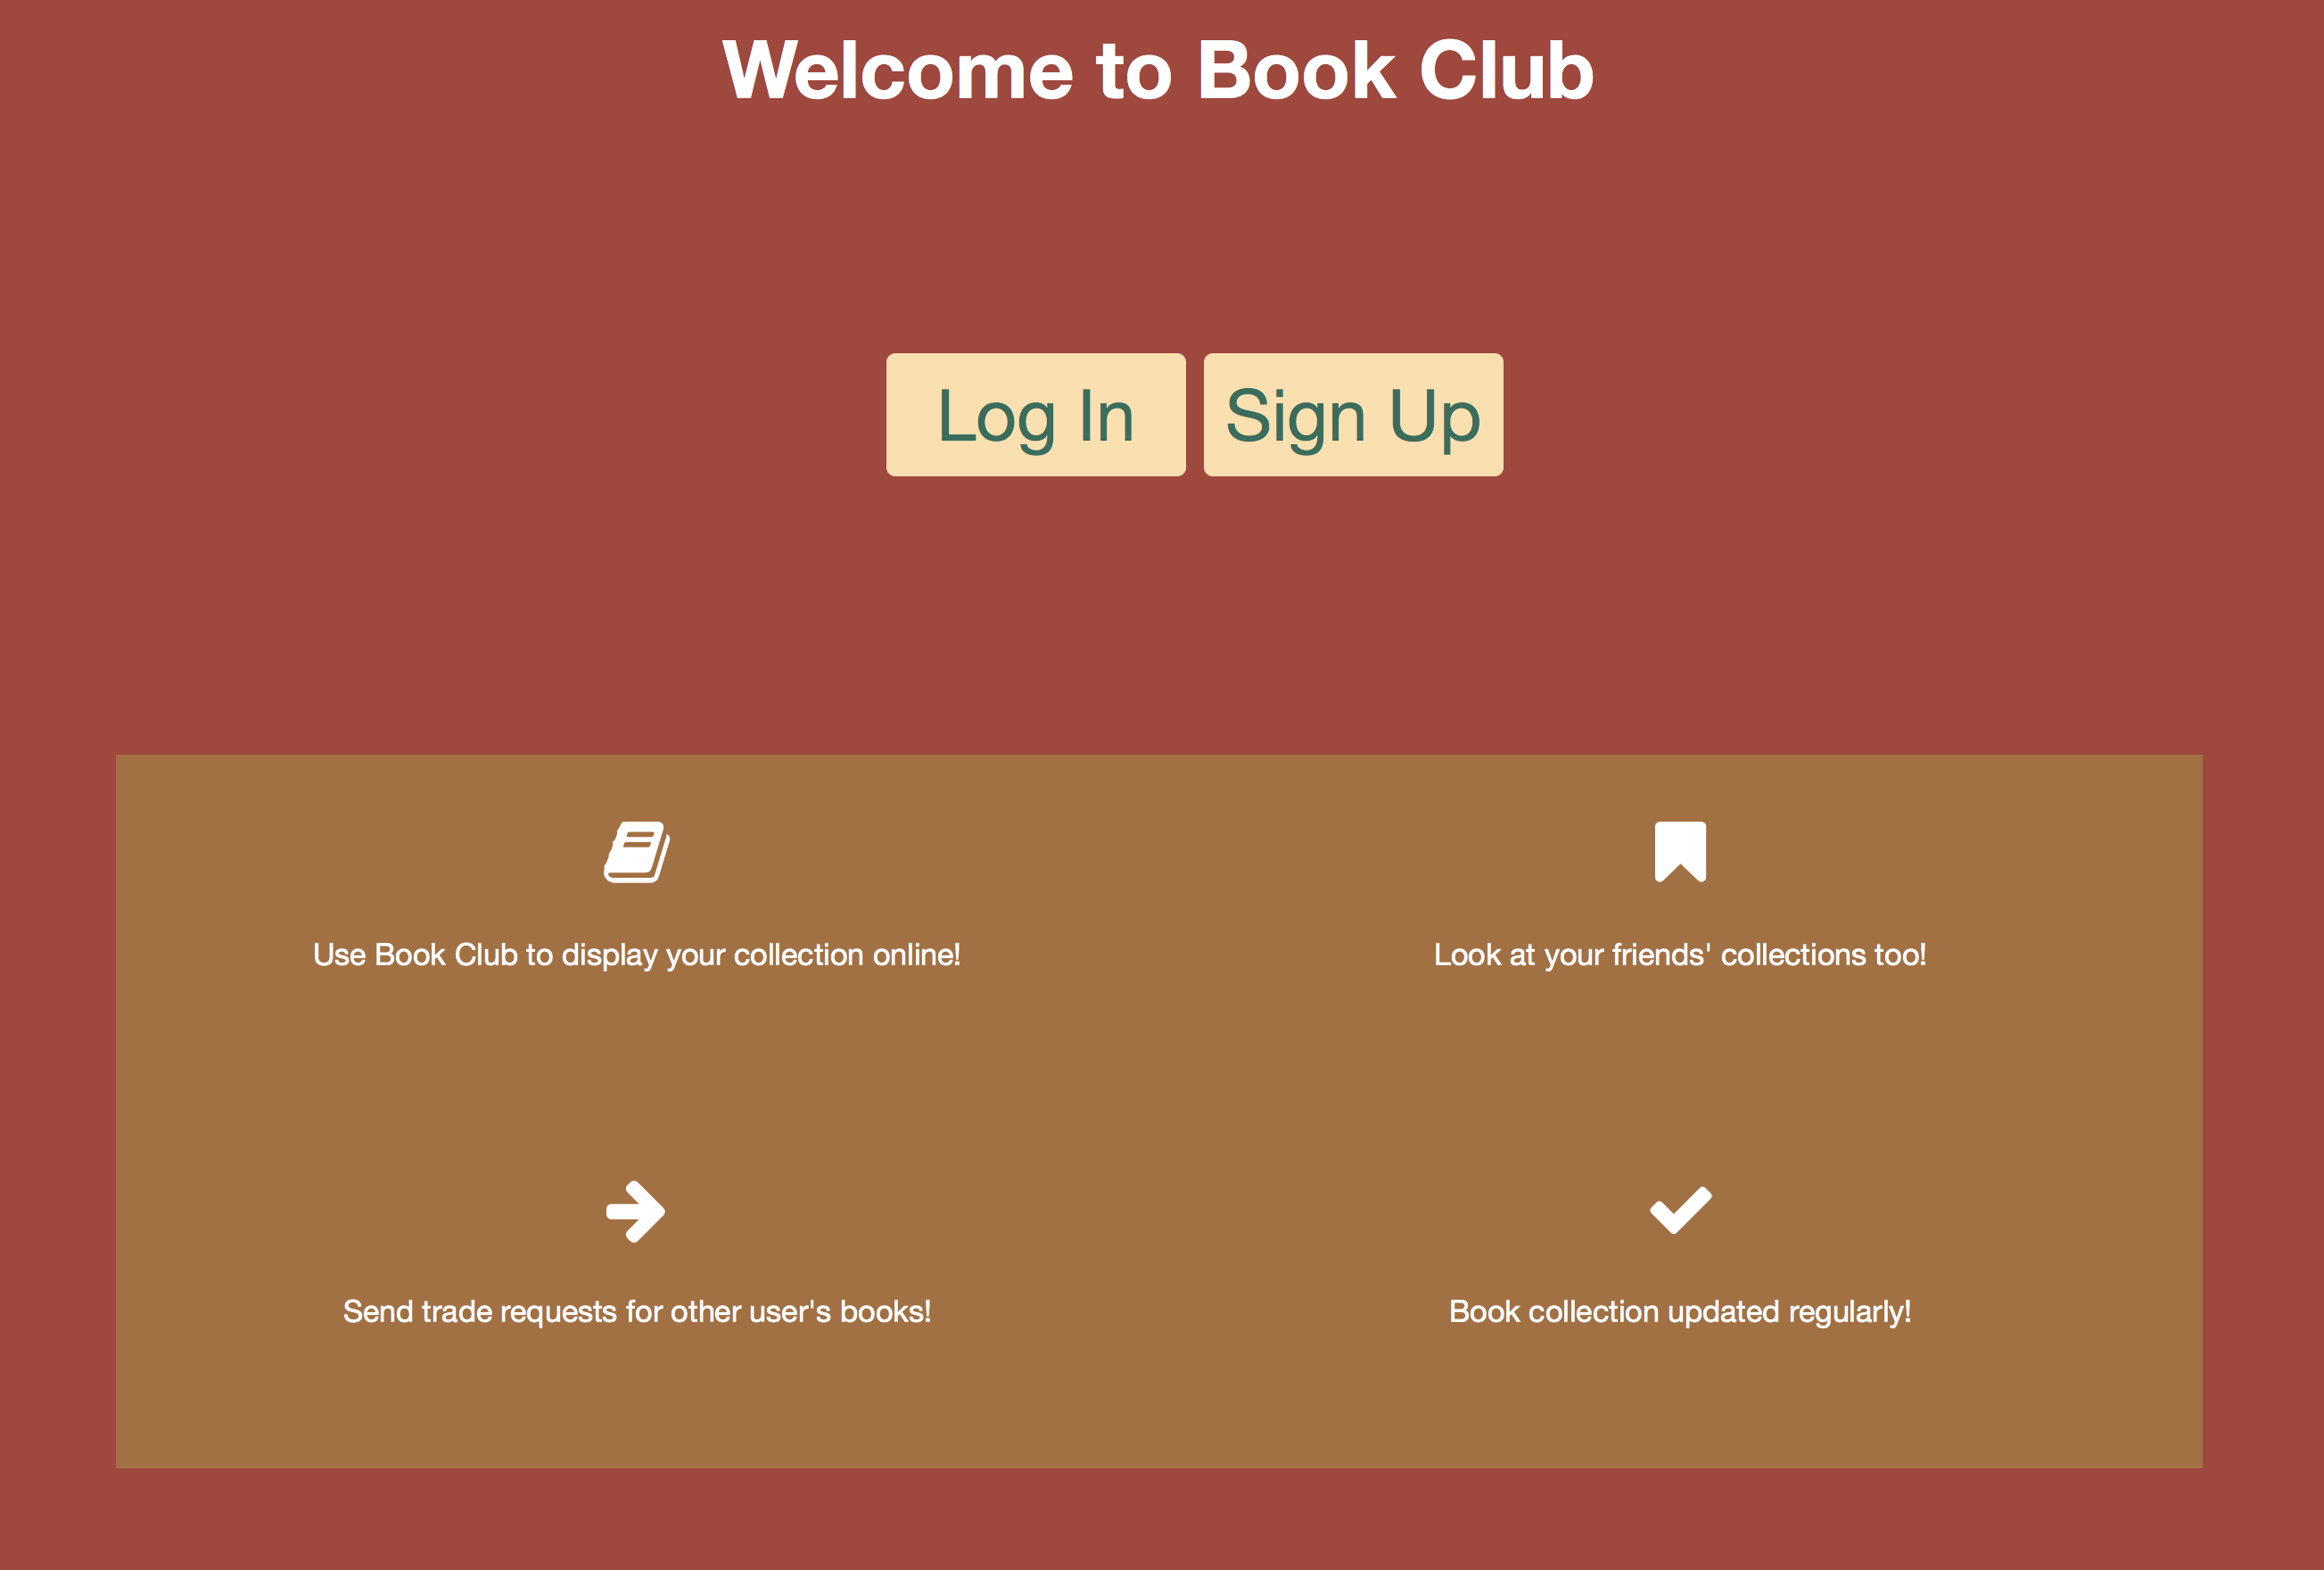 Welcome to Book Club
Log In
Sign Up
Use Book Club to display your collection online!
Look at your friends' collections too!
Send trade requests for other user's books!
Book collection updated regularly!